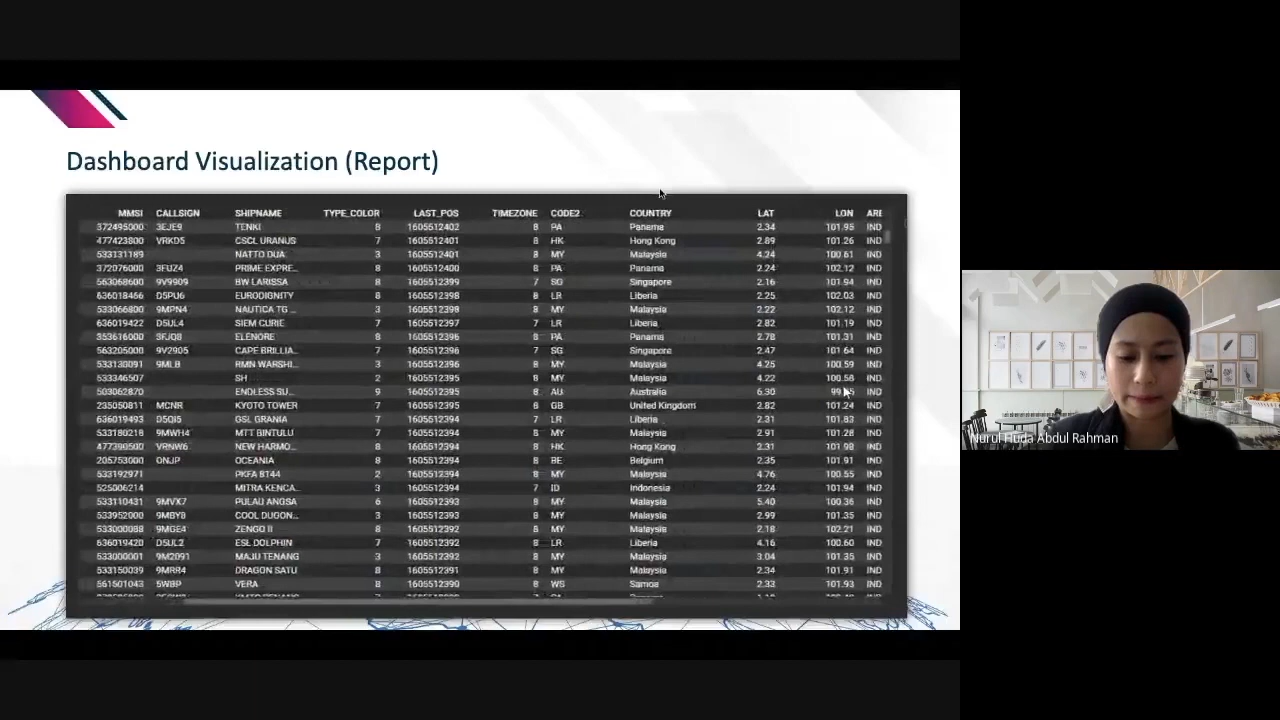 Dashboard Visualization (Report)
MMSI CALLSIGN SHIPNAME TYPE_COLOR LAST_POS TIMEZONE CODE2 COUNTRY LAT LON ARE
372495000 3EJE9 TENKI 8 1605512402 8 PA Panama 2.34 101.95 IND
477423800 VRKD5 CSCL URANUS 7 1605512401 8 HK Hong Kong 2.89 101.26 IND
533131189 NATTO DUA 3 1605512401 8 MY Malaysia 4.24 100.61 IND
372076000 3FUZ4 PRIME EXPRE... 8 1605512400 8 PA Panama 2.24 102.12 IND
563068600 9V9909 BW LARISSA 8 1605512399 7 SG Singapore 2.16 101.94 IND
636018466 D5PU6 EURODIGNITY 8 1605512398 8 LR Liberia 2.25 102.03 IND
533066800 9MPN4 NAUTICA TG ... 3 1605512398 8 MY Malaysia 2.22 102.12 IND
636019422 D5UL4 SIEM CURIE 7 1605512397 7 LR Liberia 2.82 101.19 IND
353616000 3FJQ8 ELENORE 8 1605512396 8 PA Panama 2.78 101.31 IND
563205000 9V2905 CAPE BRILLIA... 7 1605512396 7 SG Singapore 2.47 101.64 IND
533130091 9MLB RMN WARSHI... 3 1605512396 8 MY Malaysia 4.25 100.59 IND
533346507 SH 2 1605512395 8 MY Malaysia 4.22 100.58 IND
503062870 ENDLESS SU... 9 1605512395 8 AU Australia 6.30 IND
235050811 MCNR KYOTO TOWER 7 1605512395 8 GB United Kingdom 2.82 101.24 IND
636019493 D5QI5 GSL GRANIA 7 1605512394 7 LR Liberia 2.31 101.83 IND
533180218 9MWH4 MTT BINTULU 7 1605512394 8 MY Malaysia 2.91 101.28 IND
477390500 VRNW6 NEW HARMO... 8 1605512394 8 HK Hong Kong 2.31 101.98 IND
205753000 ONJP OCEANIA 8 1605512394 8 BE Belgium 2.35 101.91 IND
533192971 PKFA 8144 2 1605512394 8 MY Malaysia 4.76 100.55 IND
525006214 MITRA KENCA... 3 1605512394 7 ID Indonesia 2.24 101.94 IND
533110431 9MVX7 PULAU ANGSA 6 1605512393 8 MY Malaysia 5.40 100.36 IND
533952000 9MBY8 COOL DUGON... 3 1605512393 8 MY Malaysia 2.99 101.35 IND
533000088 9MGE4 ZENGO II 8 1605512392 8 MY Malaysia 2.18 102.21 IND
636019420 D5UL2 ESL DOLPHIN 7 1605512392 8 LR Liberia 4.16 100.60 IND
533000001 9M2091 MAJU TENANG 3 1605512392 8 MY Malaysia 3.04 101.35 IND
533150039 9MRR4 DRAGON SATU 8 1605512391 8 MY Malaysia 2.34 101.91 IND
561501043 5WBP VERA 8 1605512390 8 WS Samoa 2.33 101.93 IND
Nurul Huda Abdul Rahman